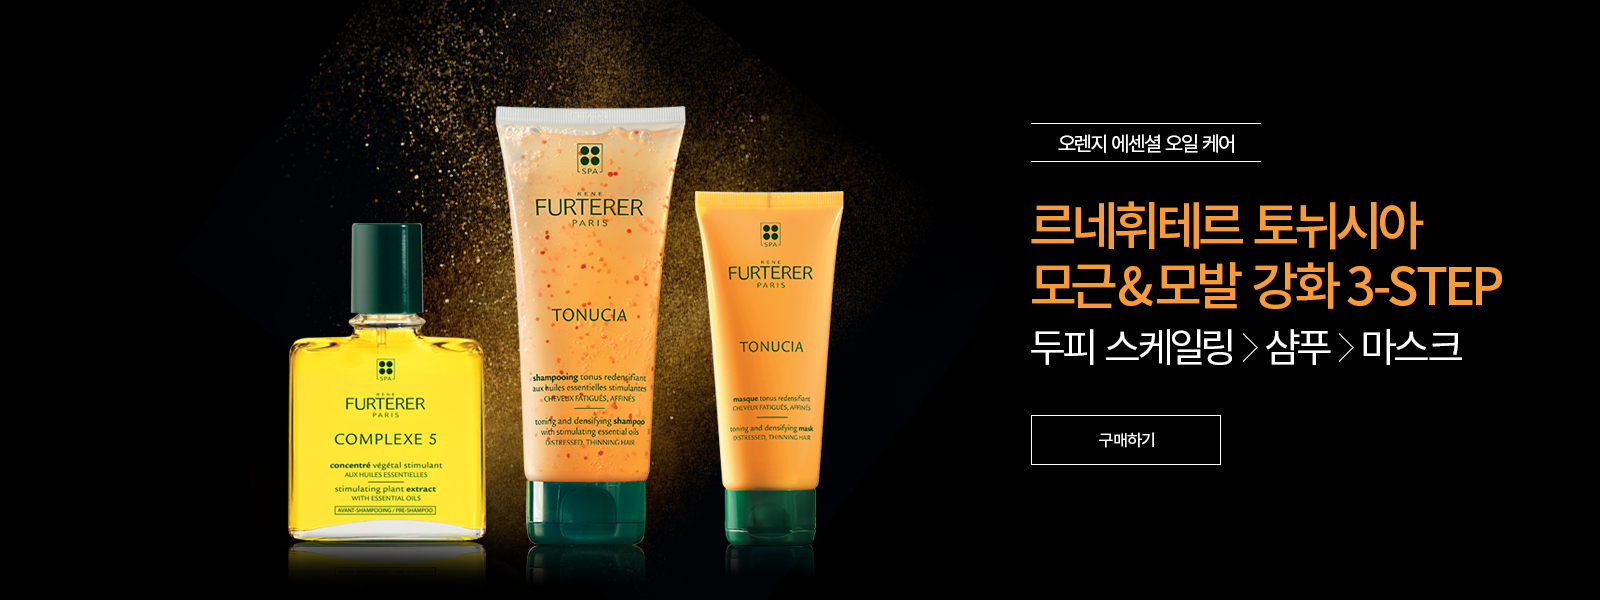 오렌지 에센셜 오일 케어
르네휘테르 토뉘시아
모근&모발 강화 3-STEP
두피 스케일링 > 샴푸 > 마스크
구매하기
SPA
RENE
FURTERER
PARIS
COMPLEXE 5
concentré végétal stimulant
AUX HUILES ESSENTIELLES
stimulating plant extract
WITH ESSENTIAL OILS
AVANT-SHAMPOOING / PRE-SHAMPOO
SPA
RENE
FURTERER
PARIS
TONUCIA
shampooing tonus redensifiant
aux huiles essentielles stimulantes
CHEVEUX FATIGUÉS, AFFINÉS
toning and densifying shampoo
with stimulating essential oils
DISTRESSED, THINNING HAIR
SPA
RENE
FURTERER
PARIS
TONUCIA
masque tonus redensifiant
CHEVEUX FATIGUÉS, AFFINÉS
toning and densifying mask
DISTRESSED, THINNING HAIR